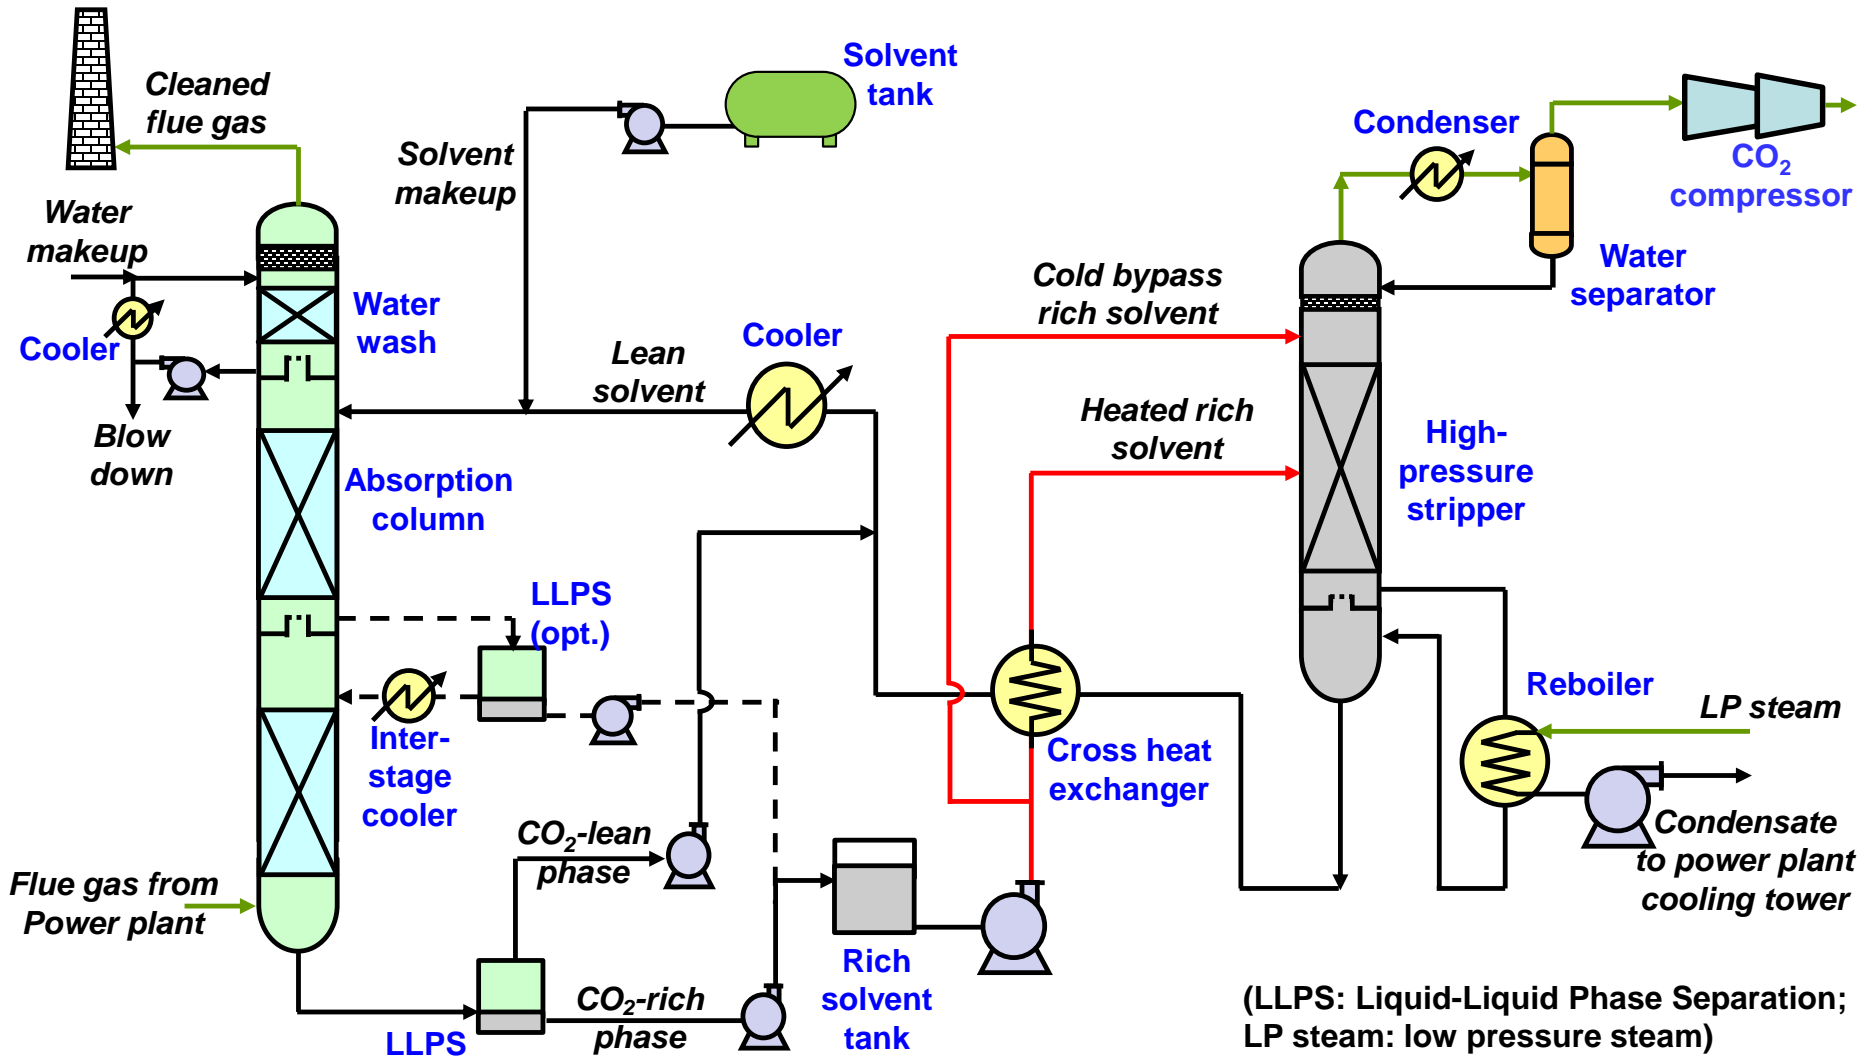 Cleaned
flue gas
Solvent
tank
Condenser
CO₂
compressor
Solvent
makeup
Water
makeup
Water
separator
Cold bypass
rich solvent
Water
wash
Cooler
Cooler
Lean
solvent
Heated rich
solvent
High-
pressure
stripper
Blow
down
Absorption
column
LLPS
(opt.)
Reboiler
LP steam
Inter-
stage
cooler
Cross heat
exchanger
CO₂-lean
phase
Condensate
to power plant
cooling tower
Flue gas from
Power plant
Rich
solvent
tank
CO₂-rich
phase
LLPS
(LLPS: Liquid-Liquid Phase Separation;
LP steam: low pressure steam)